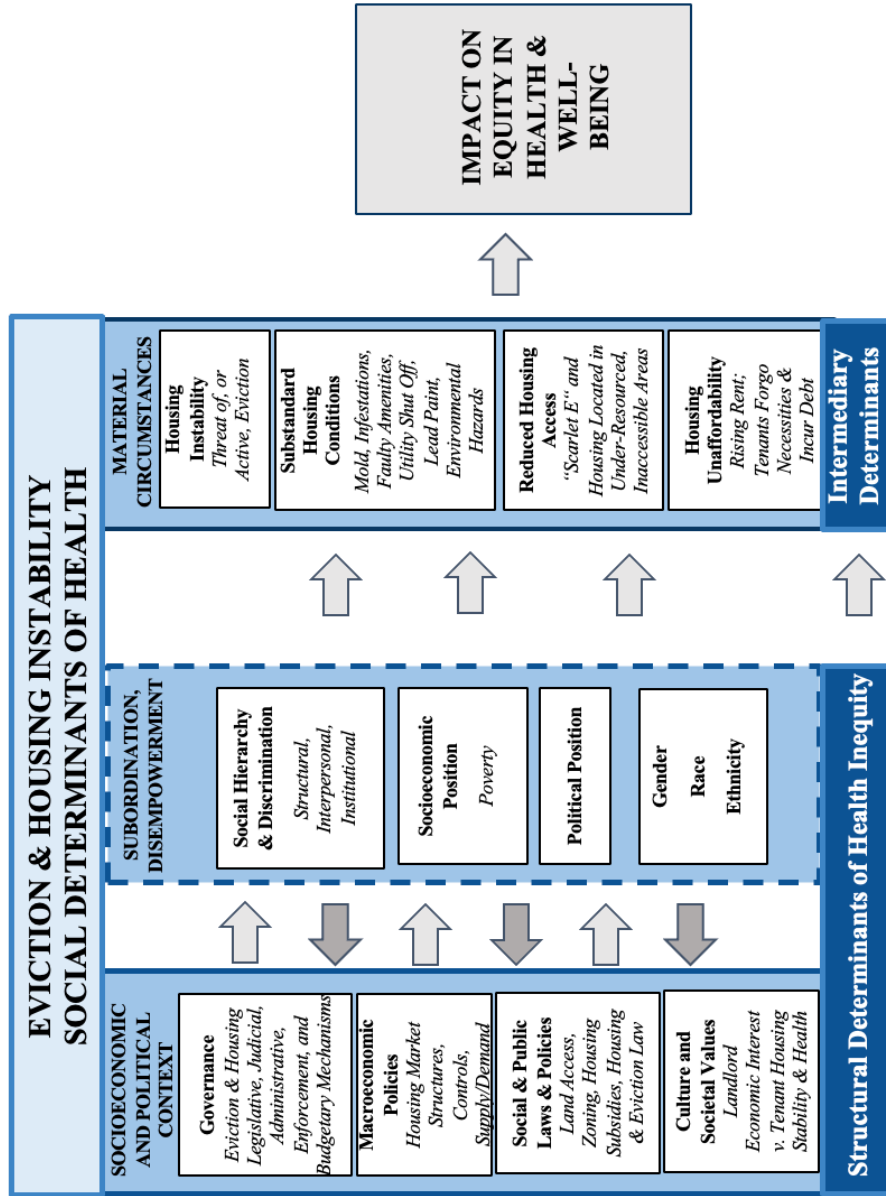 EVICTION & HOUSING INSTABILITY
SOCIAL DETERMINANTS OF HEALTH
SOCIOECONOMIC
AND POLITICAL
CONTEXT
Governance
Eviction & Housing
Legislative, Judicial,
Administrative,
Enforcement, and
Budgetary Mechanisms
Macroeconomic
Policies
Housing Market
Structures,
Controls,
Supply/Demand
Social & Public
Laws & Policies
Land Access,
Zoning, Housing
Subsidies, Housing
& Eviction Law
Culture and
Societal Values
Landlord
Economic Interest
v. Tenant Housing
Stability & Health
SUBORDINATION,
DISEMPOWERMENT
Social Hierarchy
& Discrimination
Structural,
Interpersonal,
Institutional
Socioeconomic
Position
Poverty
Political Position
Gender
Race
Ethnicity
Structural Determinants of Health Inequity
MATERIAL
CIRCUMSTANCES
Housing
Instability
Threat of, or
Active, Eviction
Substandard
Housing
Conditions
Mold, Infestations,
Faulty Amenities,
Utility Shut Off,
Lead Paint,
Environmental
Hazards
Reduced Housing
Access
“Scarlet E“ and
Housing Located in
Under-Resourced,
Inaccessible Areas
Housing
Unaffordability
Rising Rent;
Tenants Forgo
Necessities &
Incur Debt
Intermediary
Determinants
IMPACT ON
EQUITY IN
HEALTH &
WELL-
BEING